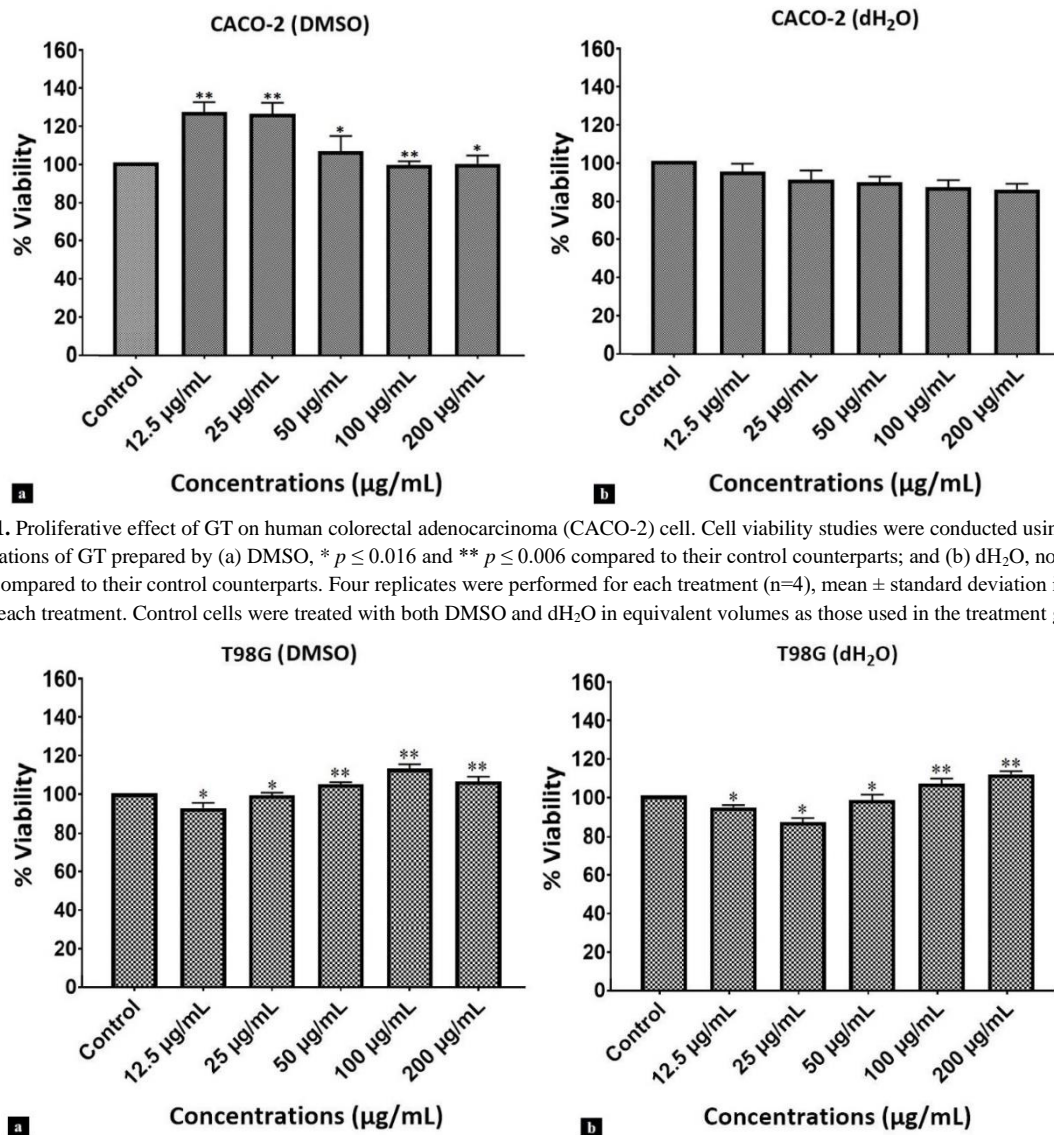 CACO-2 (DMSO)
160
140
120
100
80
60
40
20
0
% Viability
** ** * ** *
Control
12.5 µg/mL
25 µg/mL
50 µg/mL
100 µg/mL
200 µg/mL
Concentrations (µg/mL)
a
CACO-2 (dH₂O)
160
140
120
100
80
60
40
20
0
% Viability
Control
12.5 µg/mL
25 µg/mL
50 µg/mL
100 µg/mL
200 µg/mL
Concentrations (µg/mL)
b
1. Proliferative effect of GT on human colorectal adenocarcinoma (CACO-2) cell. Cell viability studies were conducted usin
ations of GT prepared by (a) DMSO, * p ≤ 0.016 and ** p ≤ 0.006 compared to their control counterparts; and (b) dH₂O, no
compared to their control counterparts. Four replicates were performed for each treatment (n=4), mean ± standard deviation i
each treatment. Control cells were treated with both DMSO and dH₂O in equivalent volumes as those used in the treatment
T98G (DMSO)
160
140
120
100
80
60
40
20
0
% Viability
* * ** ** **
Control
12.5 µg/mL
25 µg/mL
50 µg/mL
100 µg/mL
200 µg/mL
Concentrations (µg/mL)
a
T98G (dH₂O)
160
140
120
100
80
60
40
20
0
% Viability
* * * ** **
Control
12.5 µg/mL
25 µg/mL
50 µg/mL
100 µg/mL
200 µg/mL
Concentrations (µg/mL)
b